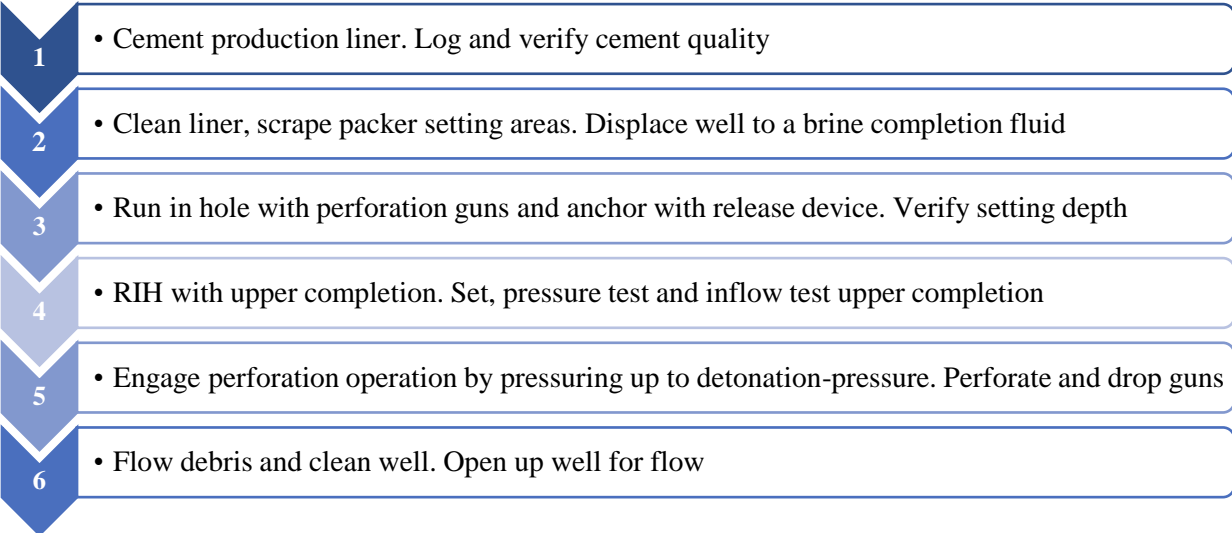 1
• Cement production liner. Log and verify cement quality
2
• Clean liner, scrape packer setting areas. Displace well to a brine completion fluid
3
• Run in hole with perforation guns and anchor with release device. Verify setting depth
4
• RIH with upper completion. Set, pressure test and inflow test upper completion
5
• Engage perforation operation by pressuring up to detonation-pressure. Perforate and drop guns
6
• Flow debris and clean well. Open up well for flow